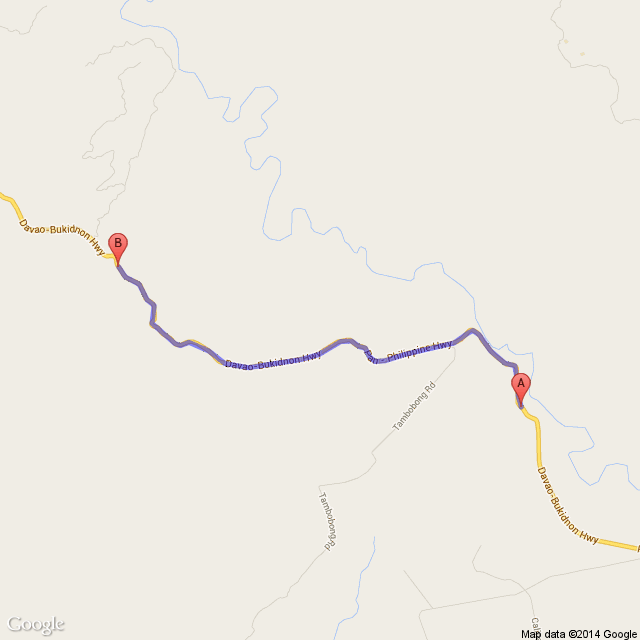 Davao-Bukidnon Hwy
B
Davao-Bukidnon Hwy
Pan - Philippine Hwy
A
Tambobong Rd
Tambobong
Rd
Davao-Bukidnon Hwy
Google
Map data ©2014 Google